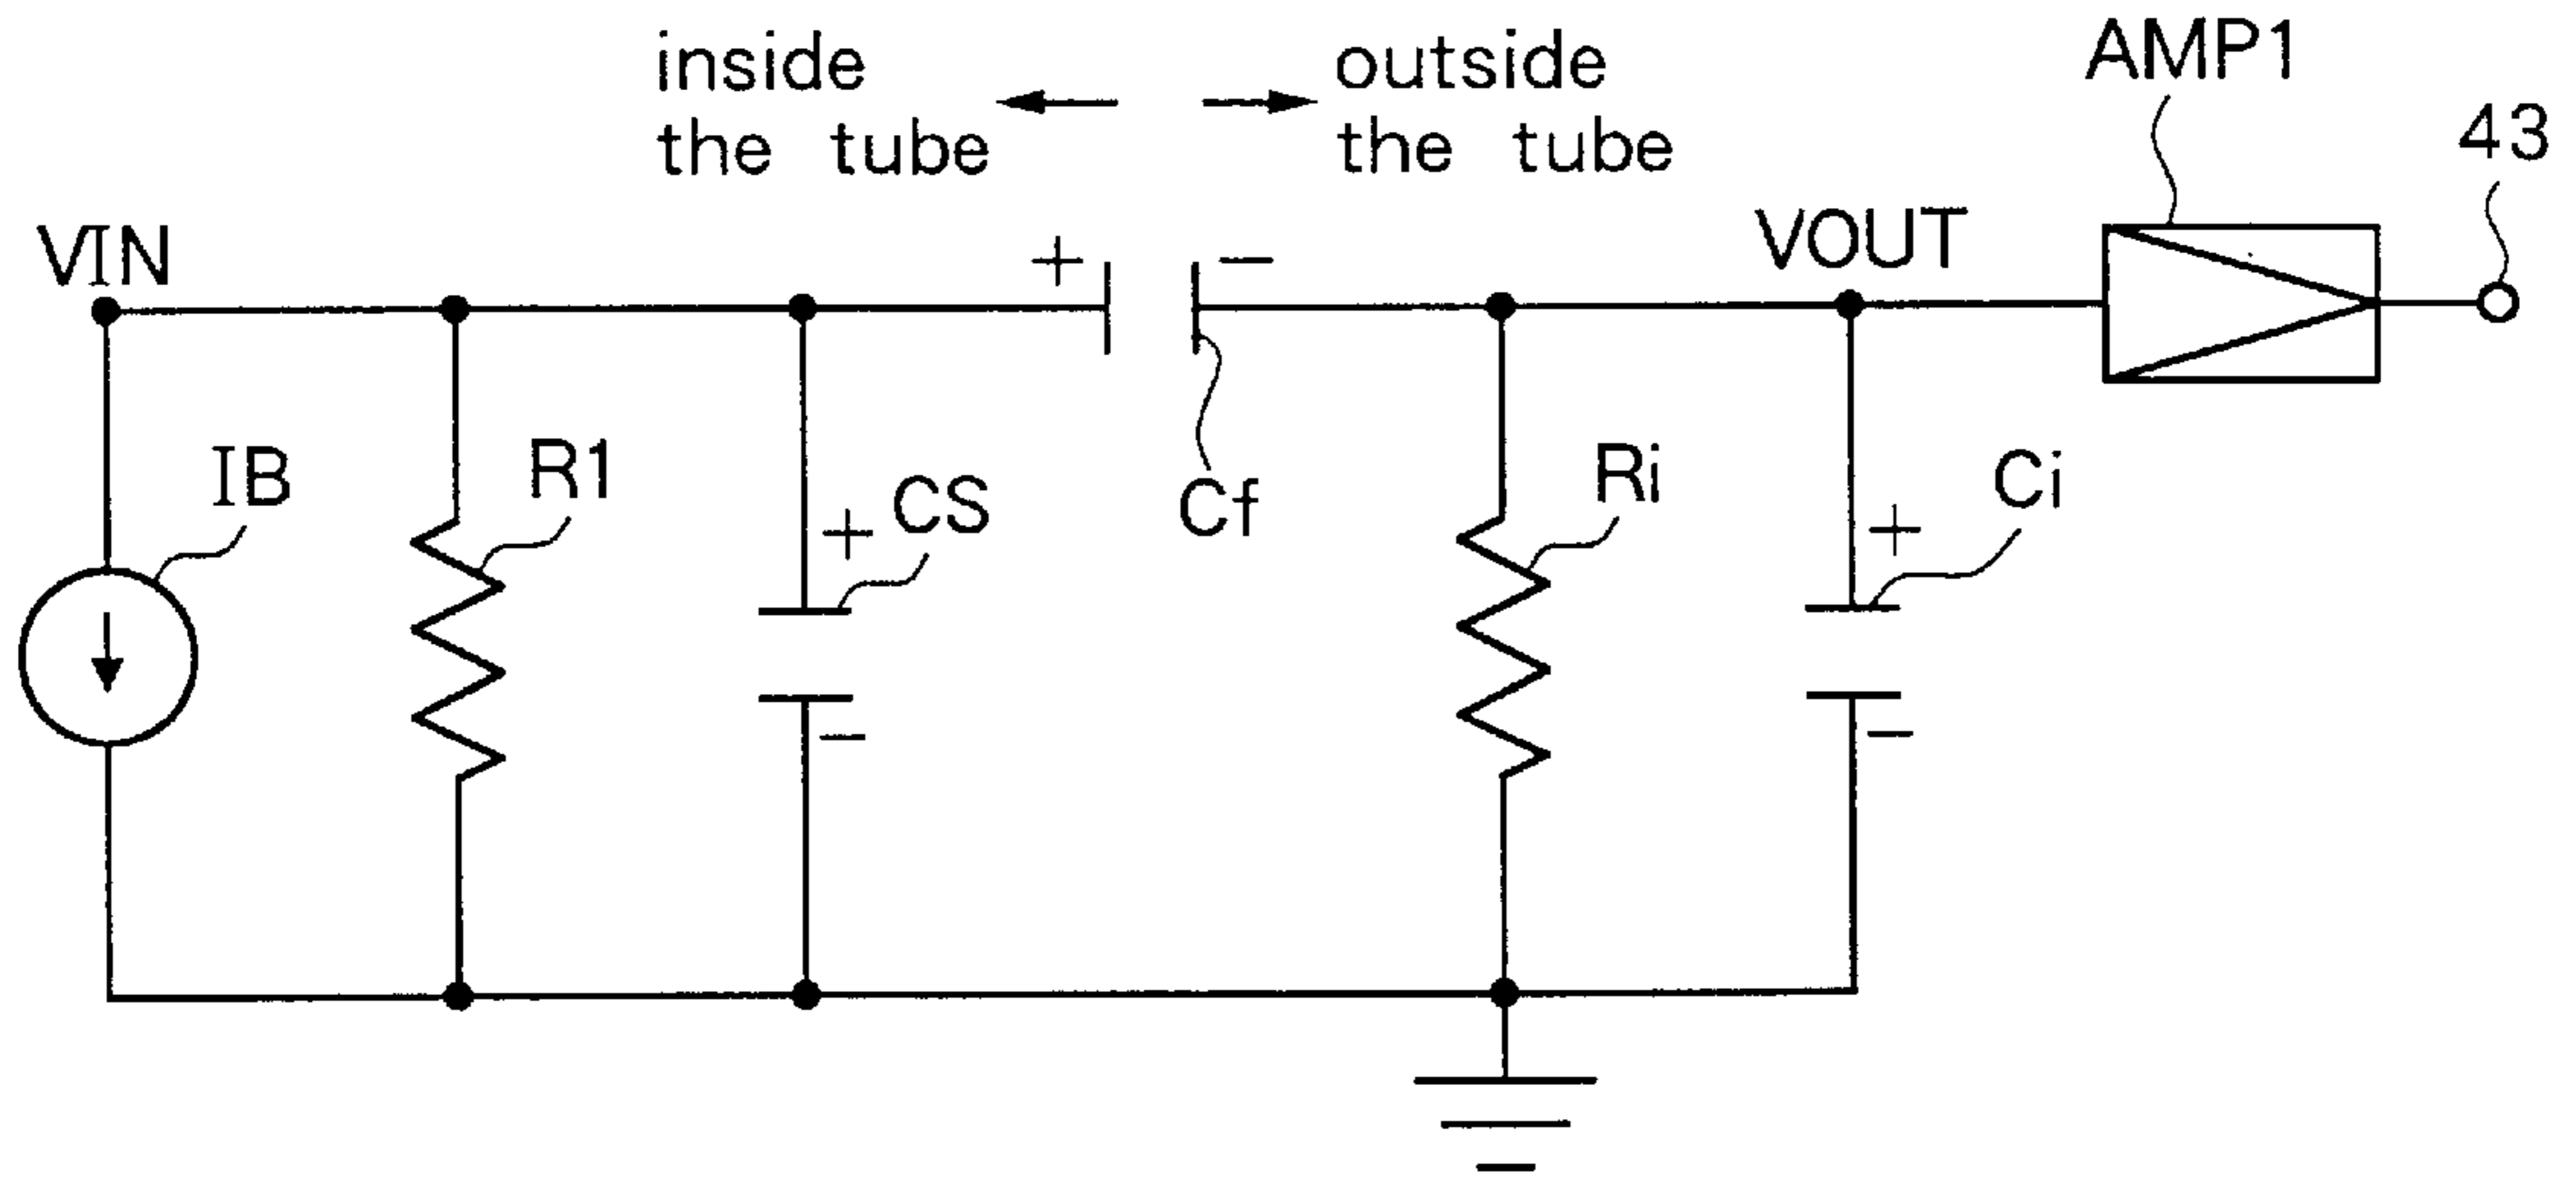 inside
the tube
outside
the tube
AMP1
43
VIN
+
−
VOUT
IB
R1
+
CS
Cf
Ri
+
Ci
−
−